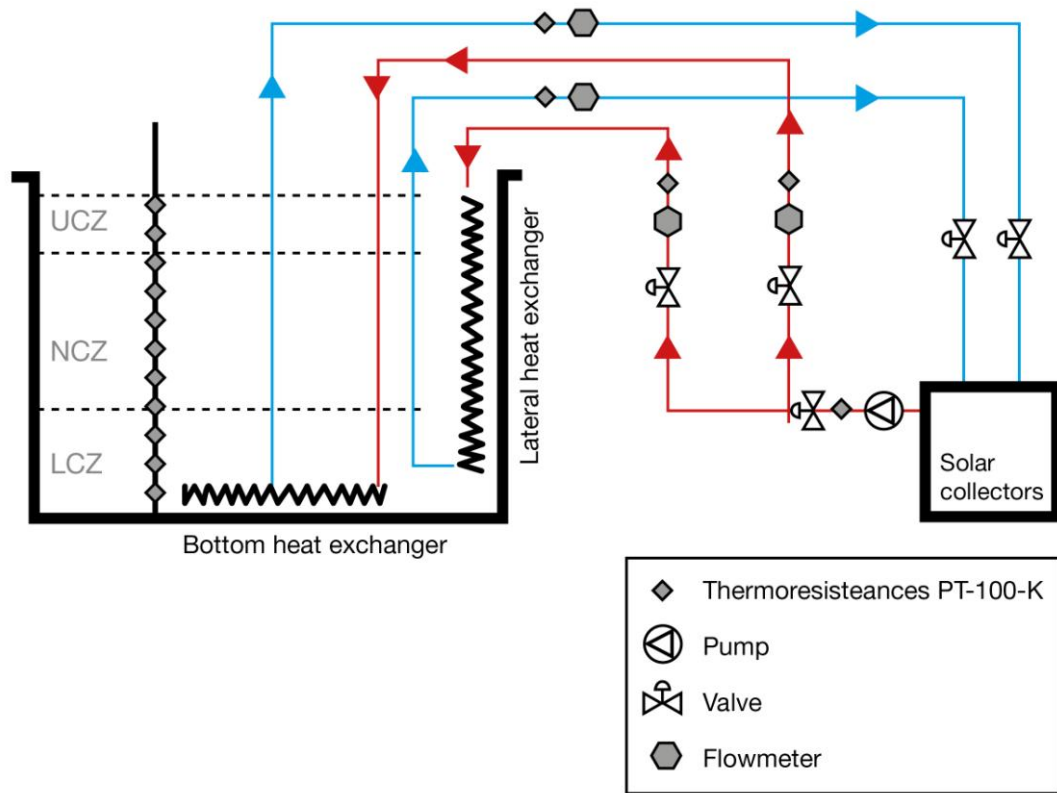 UCZ
NCZ
LCZ
Lateral heat exchanger
Bottom heat exchanger
Solar
collectors
Thermoresisteances PT-100-K
Pump
Valve
Flowmeter